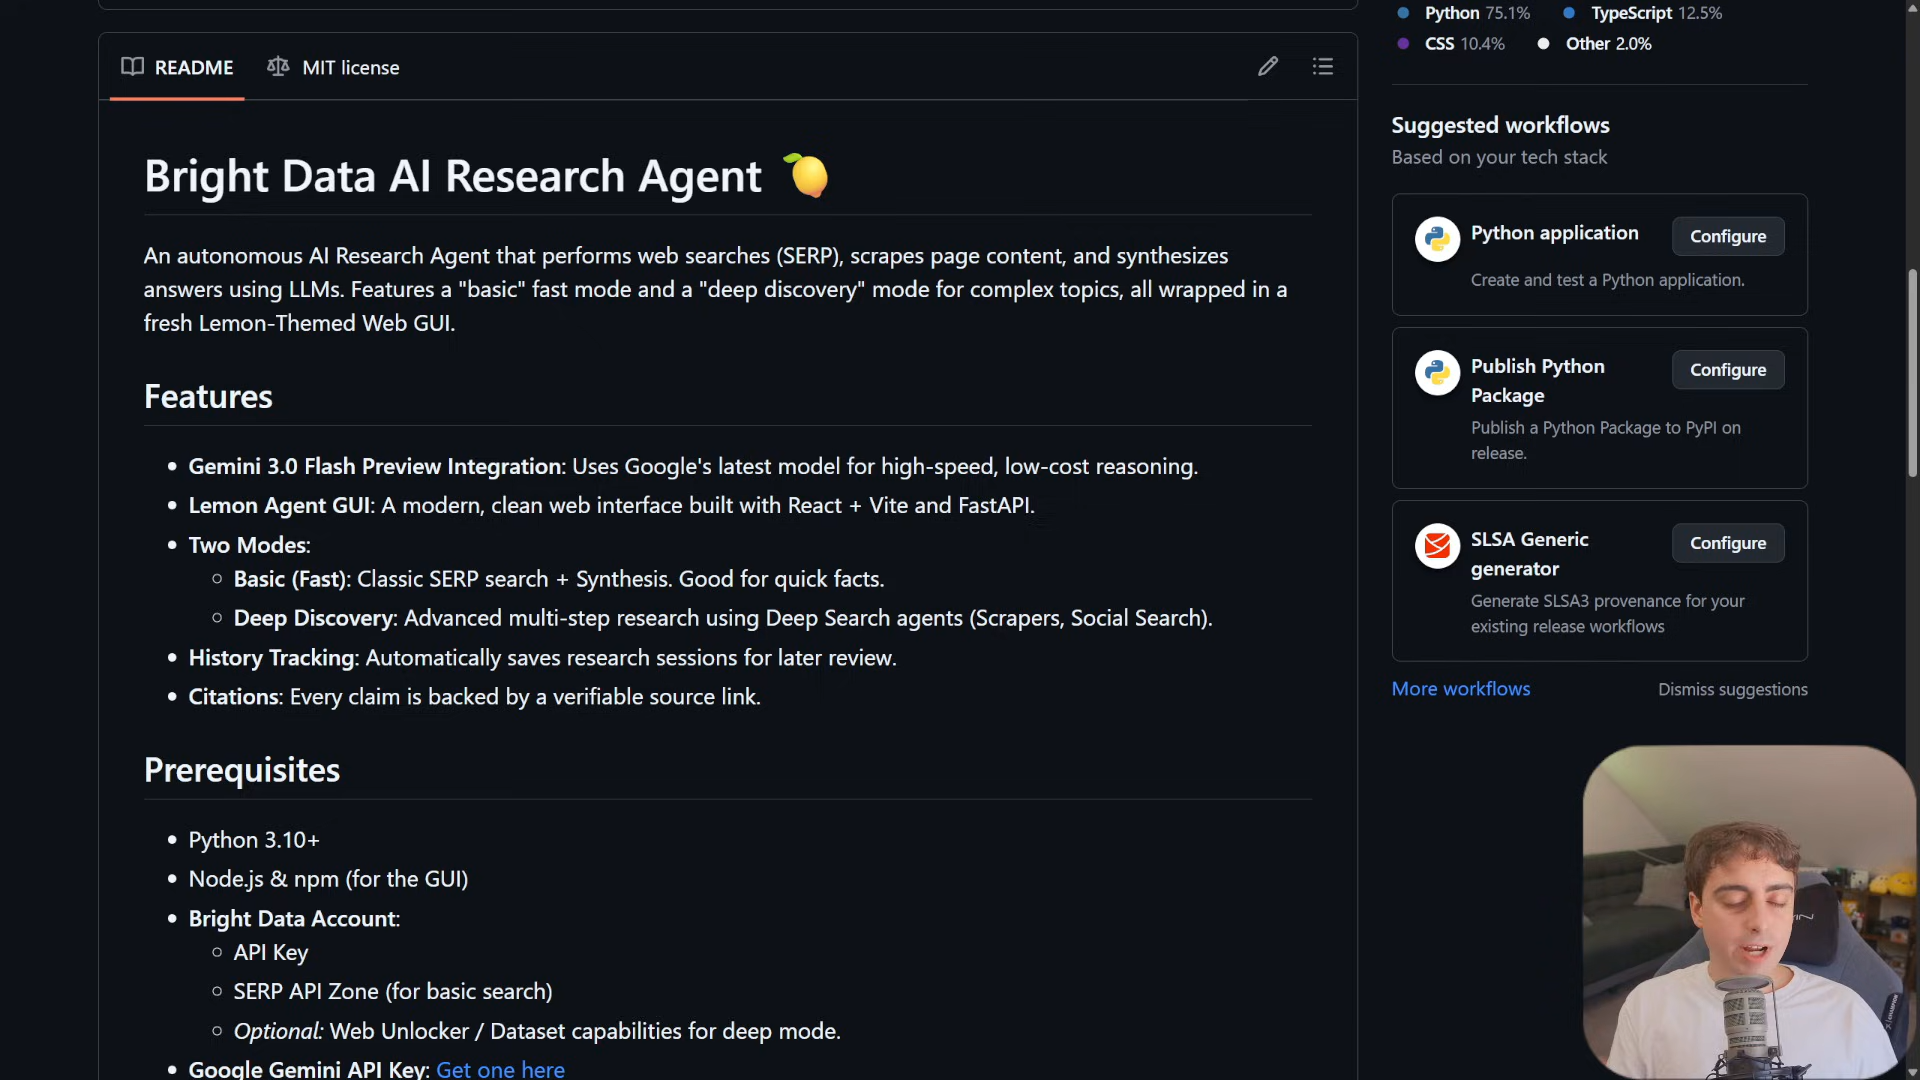 Python 75.1% TypeScript 12.5%
CSS 10.4% Other 2.0%
README MIT license
Bright Data AI Research Agent 🍋
An autonomous AI Research Agent that performs web searches (SERP), scrapes page content, and synthesizes
answers using LLMs. Features a "basic" fast mode and a "deep discovery" mode for complex topics, all wrapped in a
fresh Lemon-Themed Web GUI.
Features
Gemini 3.0 Flash Preview Integration: Uses Google's latest model for high-speed, low-cost reasoning.
Lemon Agent GUI: A modern, clean web interface built with React + Vite and FastAPI.
Two Modes:
Basic (Fast): Classic SERP search + Synthesis. Good for quick facts.
Deep Discovery: Advanced multi-step research using Deep Search agents (Scrapers, Social Search).
History Tracking: Automatically saves research sessions for later review.
Citations: Every claim is backed by a verifiable source link.
Prerequisites
Python 3.10+
Node.js & npm (for the GUI)
Bright Data Account:
API Key
SERP API Zone (for basic search)
Optional: Web Unlocker / Dataset capabilities for deep mode.
Google Gemini API Key: Get one here
Suggested workflows
Based on your tech stack
Python application
Configure
Create and test a Python application.
Publish Python
Package
Configure
Publish a Python Package to PyPI on
release.
SLSA Generic
generator
Configure
Generate SLSA3 provenance for your
existing release workflows
More workflows
Dismiss suggestions